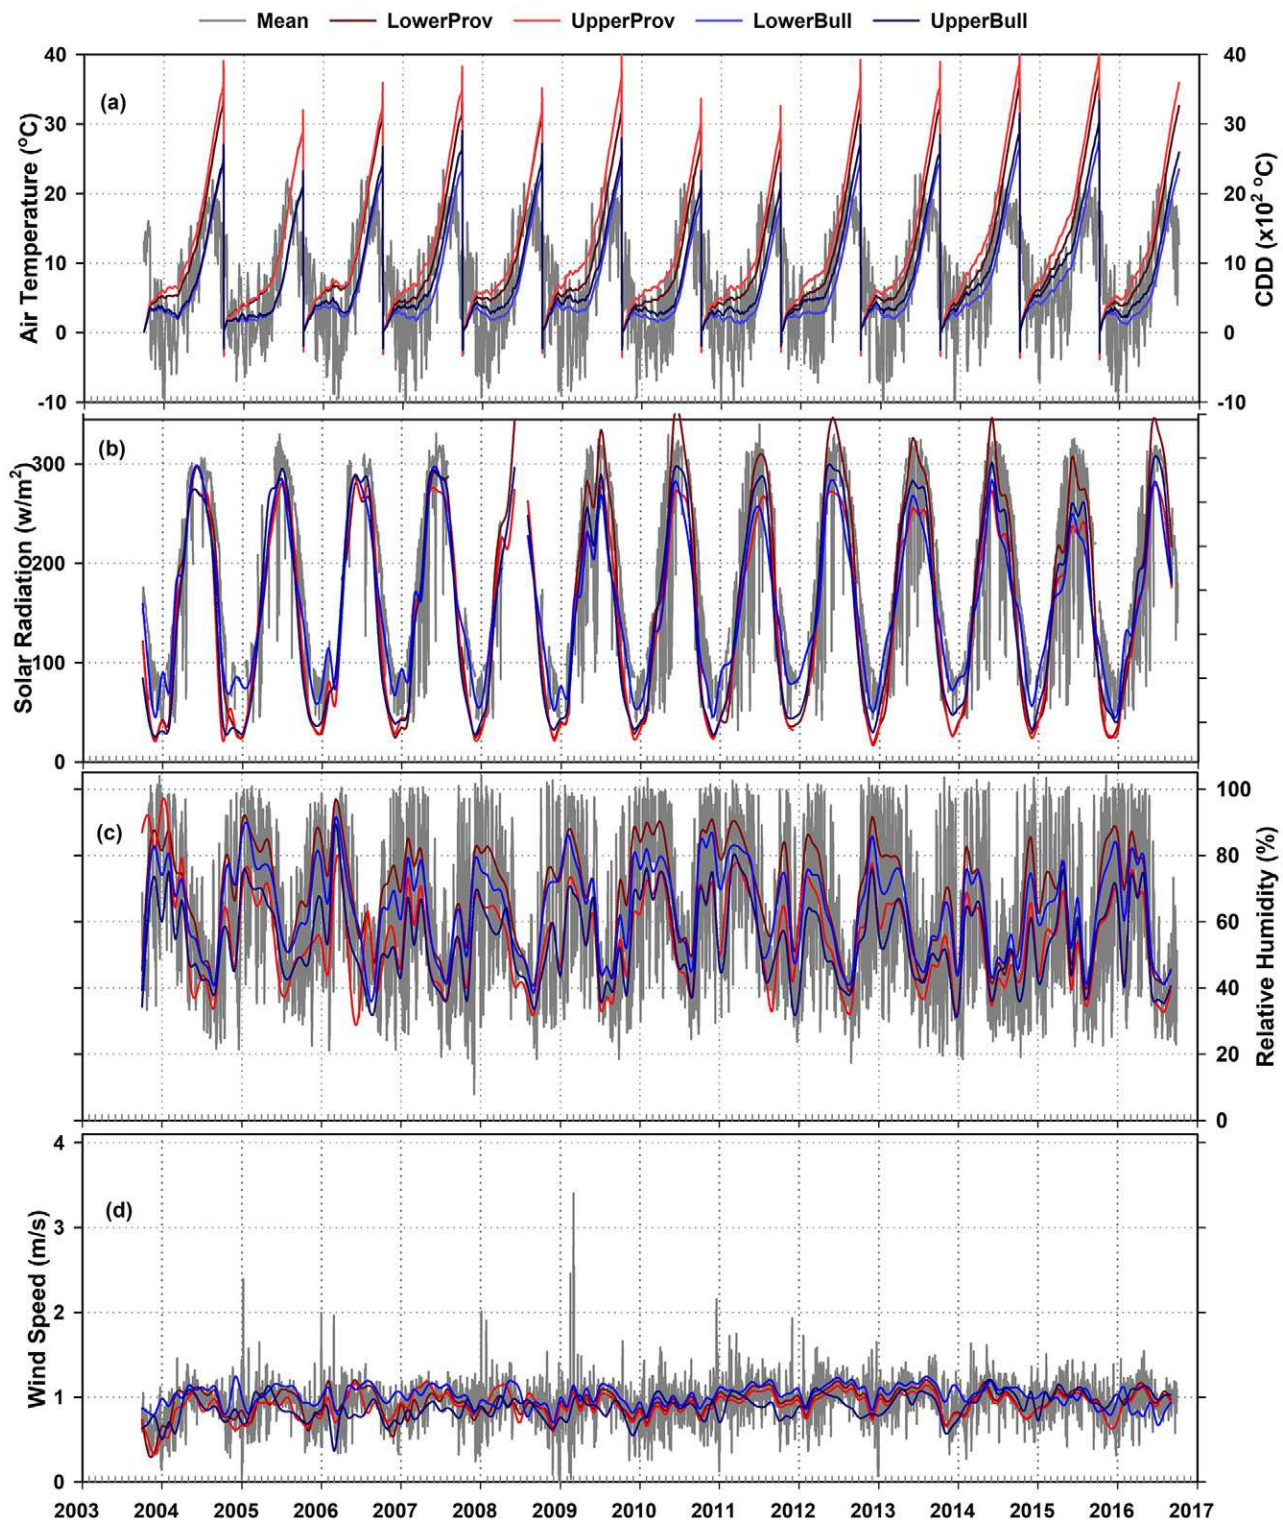 Mean LowerProv UpperProv LowerBull UpperBull
(a)
Air Temperature (°C)
40
30
20
10
0
-10
CDD (x10² °C)
40
30
20
10
0
-10
(b)
Solar Radiation (w/m²)
300
200
100
0
(c)
Relative Humidity (%)
100
80
60
40
20
0
(d)
Wind Speed (m/s)
4
3
2
1
0
2003 2004 2005 2006 2007 2008 2009 2010 2011 2012 2013 2014 2015 2016 2017